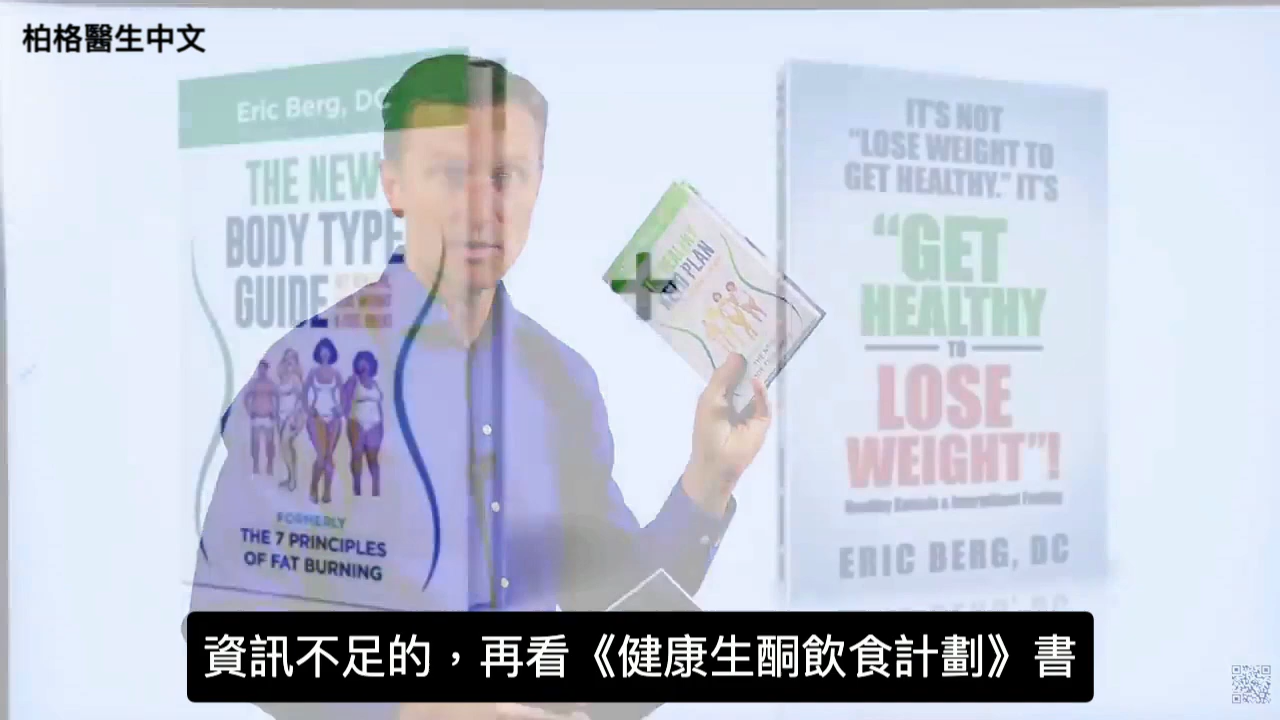 柏格醫生中文
Eric Berg, DC
THE NEW
BODY TYPE
GUIDE
FORMERLY
THE 7 PRINCIPLES
OF FAT BURNING
PLAN
IT'S NOT
"LOSE WEIGHT TO
GET HEALTHY." IT'S
"GET
HEALTHY
TO
LOSE
WEIGHT"!
ERIC BERG, DC
資訊不足的，再看《健康生酮飲食計劃》書